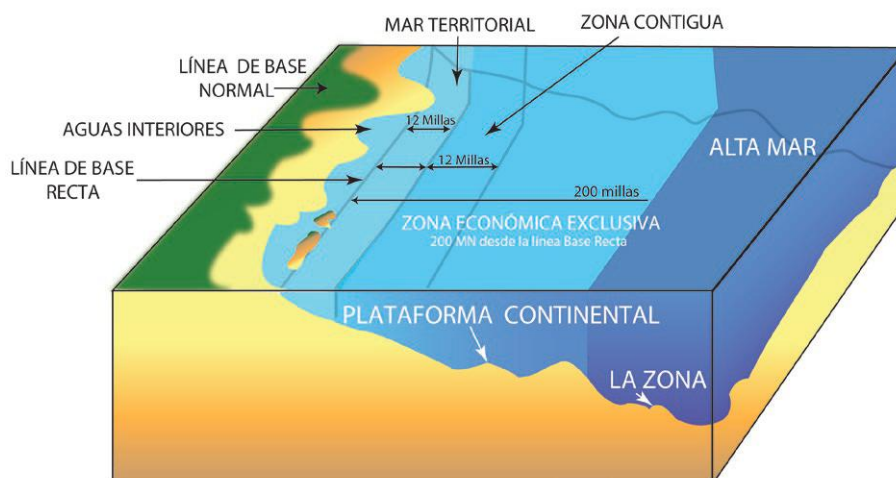 MAR TERRITORIAL
ZONA CONTIGUA
LÍNEA DE BASE
NORMAL
AGUAS INTERIORES
12 Millas
LÍNEA DE BASE
RECTA
12 Millas
ALTA MAR
200 millas
ZONA ECONÓMICA EXCLUSIVA
200 MN desde la línea Base Recta
PLATAFORMA CONTINENTAL
LA ZONA